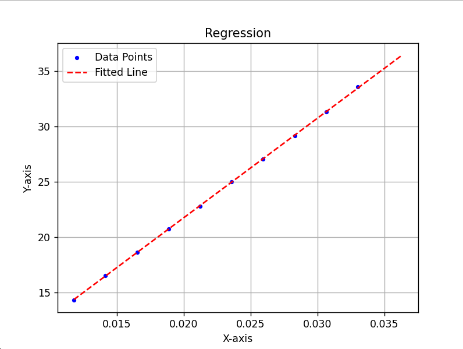 Regression
Data Points
Fitted Line
35
30
25
20
15
Y-axis
0.015 0.020 0.025 0.030 0.035
X-axis